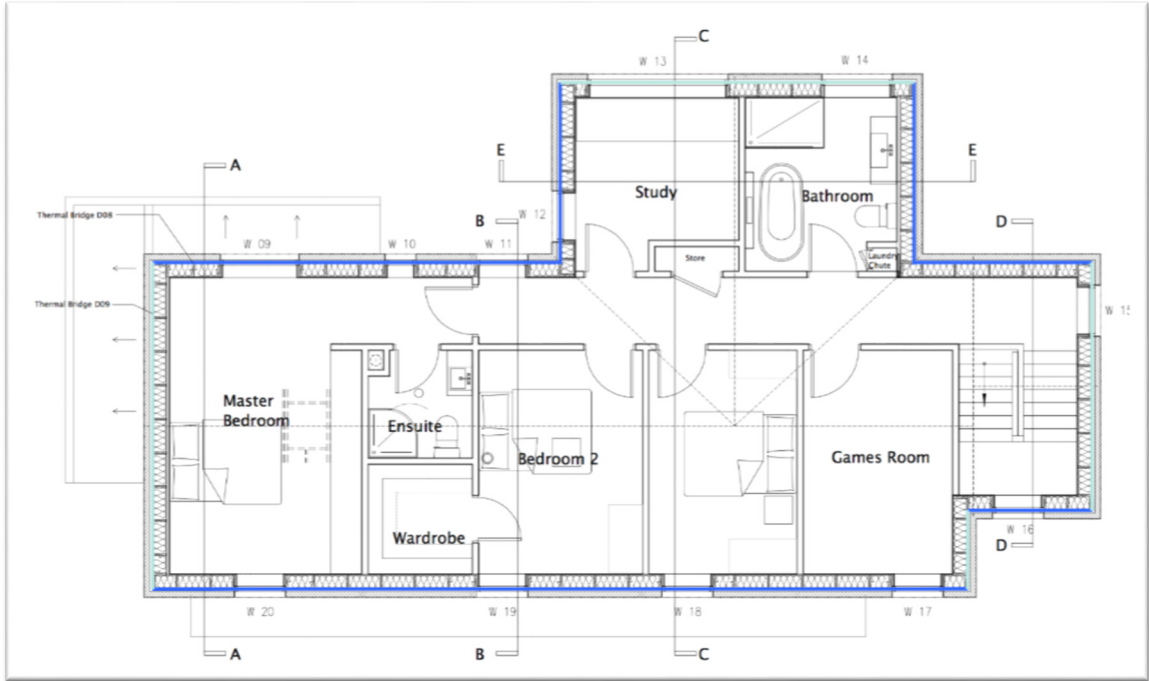 C
W 13
W 14
E
E
A
Study
Bathroom
Thermal Bridge D08
W 12
B
D
W 09
W 10
W 11
Store
Laundry
Chute
Thermal Bridge D09
W 15
Master
Bedroom
Ensuite
Bedroom 2
Games Room
Wardrobe
W 16
D
W 20
W 19
W 18
W 17
A
B
C